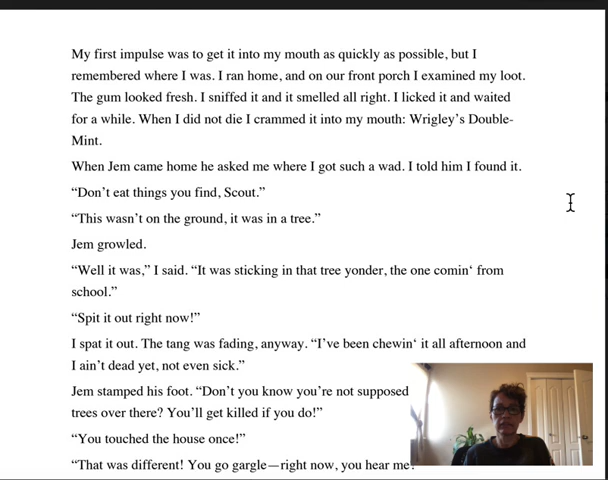 My first impulse was to get it into my mouth as quickly as possible, but I
remembered where I was. I ran home, and on our front porch I examined my loot.
The gum looked fresh. I sniffed it and it smelled all right. I licked it and waited
for a while. When I did not die I crammed it into my mouth: Wrigley’s Double-
Mint.
When Jem came home he asked me where I got such a wad. I told him I found it.
“Don’t eat things you find, Scout.”
“This wasn’t on the ground, it was in a tree.”
Jem growled.
“Well it was,” I said. “It was sticking in that tree yonder, the one comin‘ from
school.”
“Spit it out right now!”
I spat it out. The tang was fading, anyway. “I’ve been chewin‘ it all afternoon and
I ain’t dead yet, not even sick.”
Jem stamped his foot. “Don’t you know you’re not supposed
trees over there? You’ll get killed if you do!”
“You touched the house once!”
“That was different! You go gargle—right now, you hear me